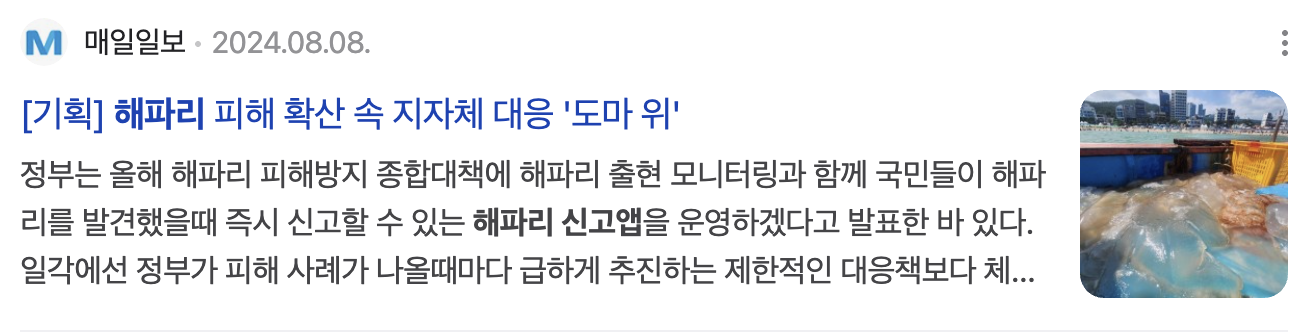 M 매일일보 · 2024.08.08.
[기획] 해파리 피해 확산 속 지자체 대응 '도마 위'
정부는 올해 해파리 피해방지 종합대책에 해파리 출현 모니터링과 함께 국민들이 해파
리를 발견했을때 즉시 신고할 수 있는 해파리 신고앱을 운영하겠다고 발표한 바 있다.
일각에선 정부가 피해 사례가 나올때마다 급하게 추진하는 제한적인 대응책보다 체...